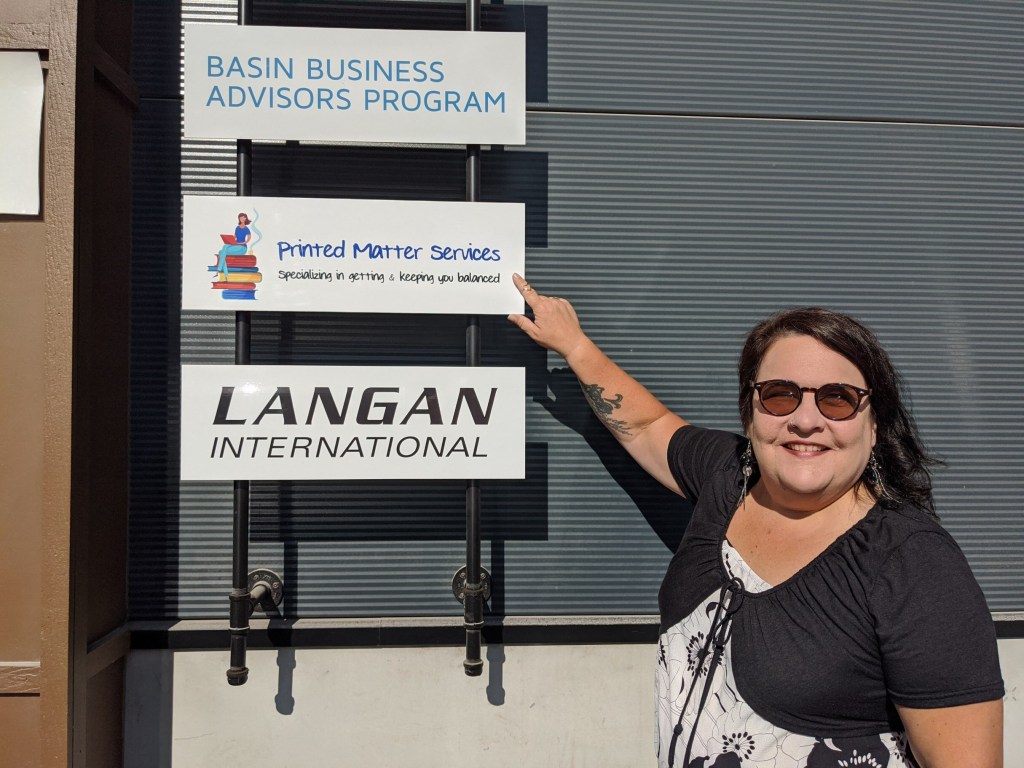 BASIN BUSINESS
ADVISORS PROGRAM
Printed Matter Services
Specializing in getting & keeping you balanced
LANGAN
INTERNATIONAL